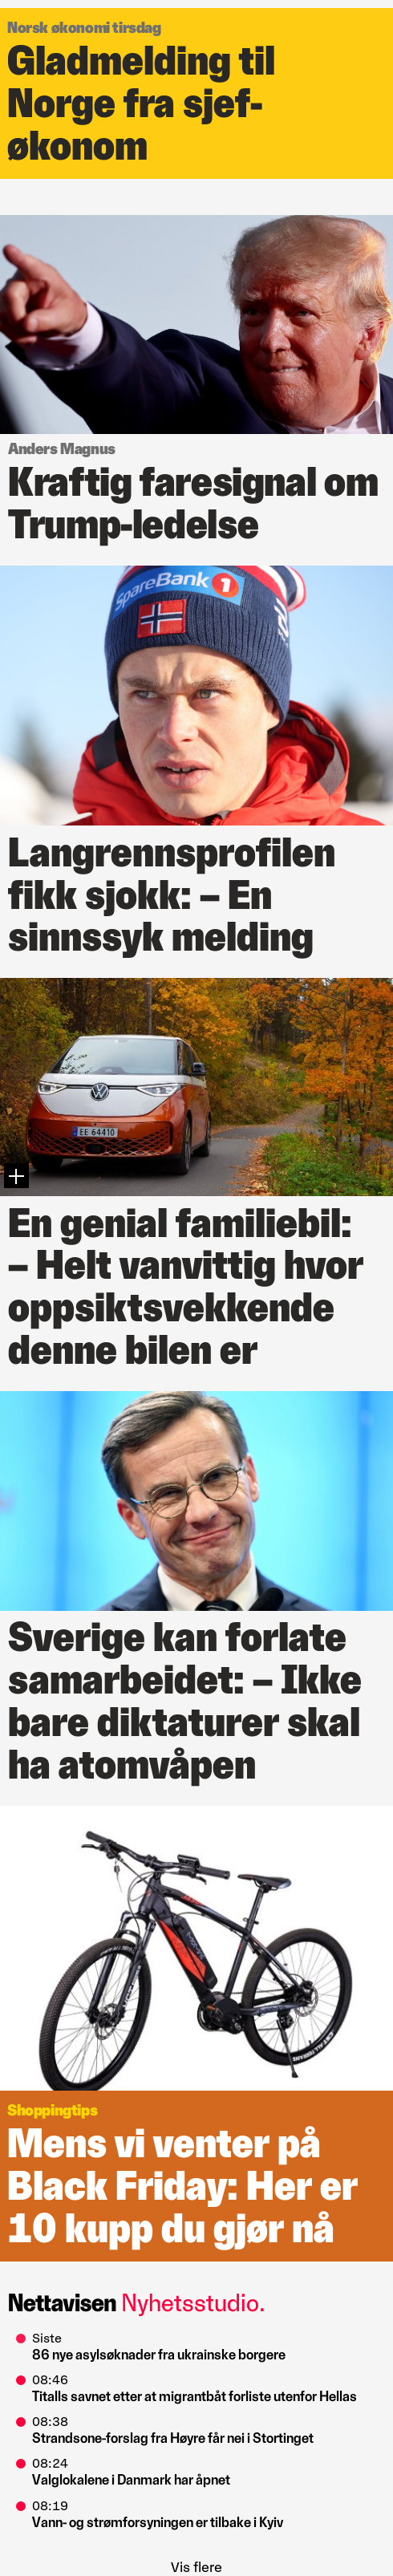 Norsk økonomi tirsdag
Gladmelding til
Norge fra sjef-
økonom
Anders Magnus
Kraftig faresignal om
Trump-ledelse
SpareBank 1
Langrennsprofilen
fikk sjokk: – En
sinnssyk melding
EE 64410
En genial familiebil:
– Helt vanvittig hvor
oppsiktsvekkende
denne bilen er
Sverige kan forlate
samarbeidet: – Ikke
bare diktaturer skal
ha atomvåpen
Shoppingtips
Mens vi venter på
Black Friday: Her er
10 kupp du gjør nå
Nettavisen Nyhetsstudio.
Siste
86 nye asylsøknader fra ukrainske borgere
08:46
Titalls savnet etter at migrantbåt forliste utenfor Hellas
08:38
Strandsone-forslag fra Høyre får nei i Stortinget
08:24
Valglokalene i Danmark har åpnet
08:19
Vann- og strømforsyningen er tilbake i Kyiv
Vis flere